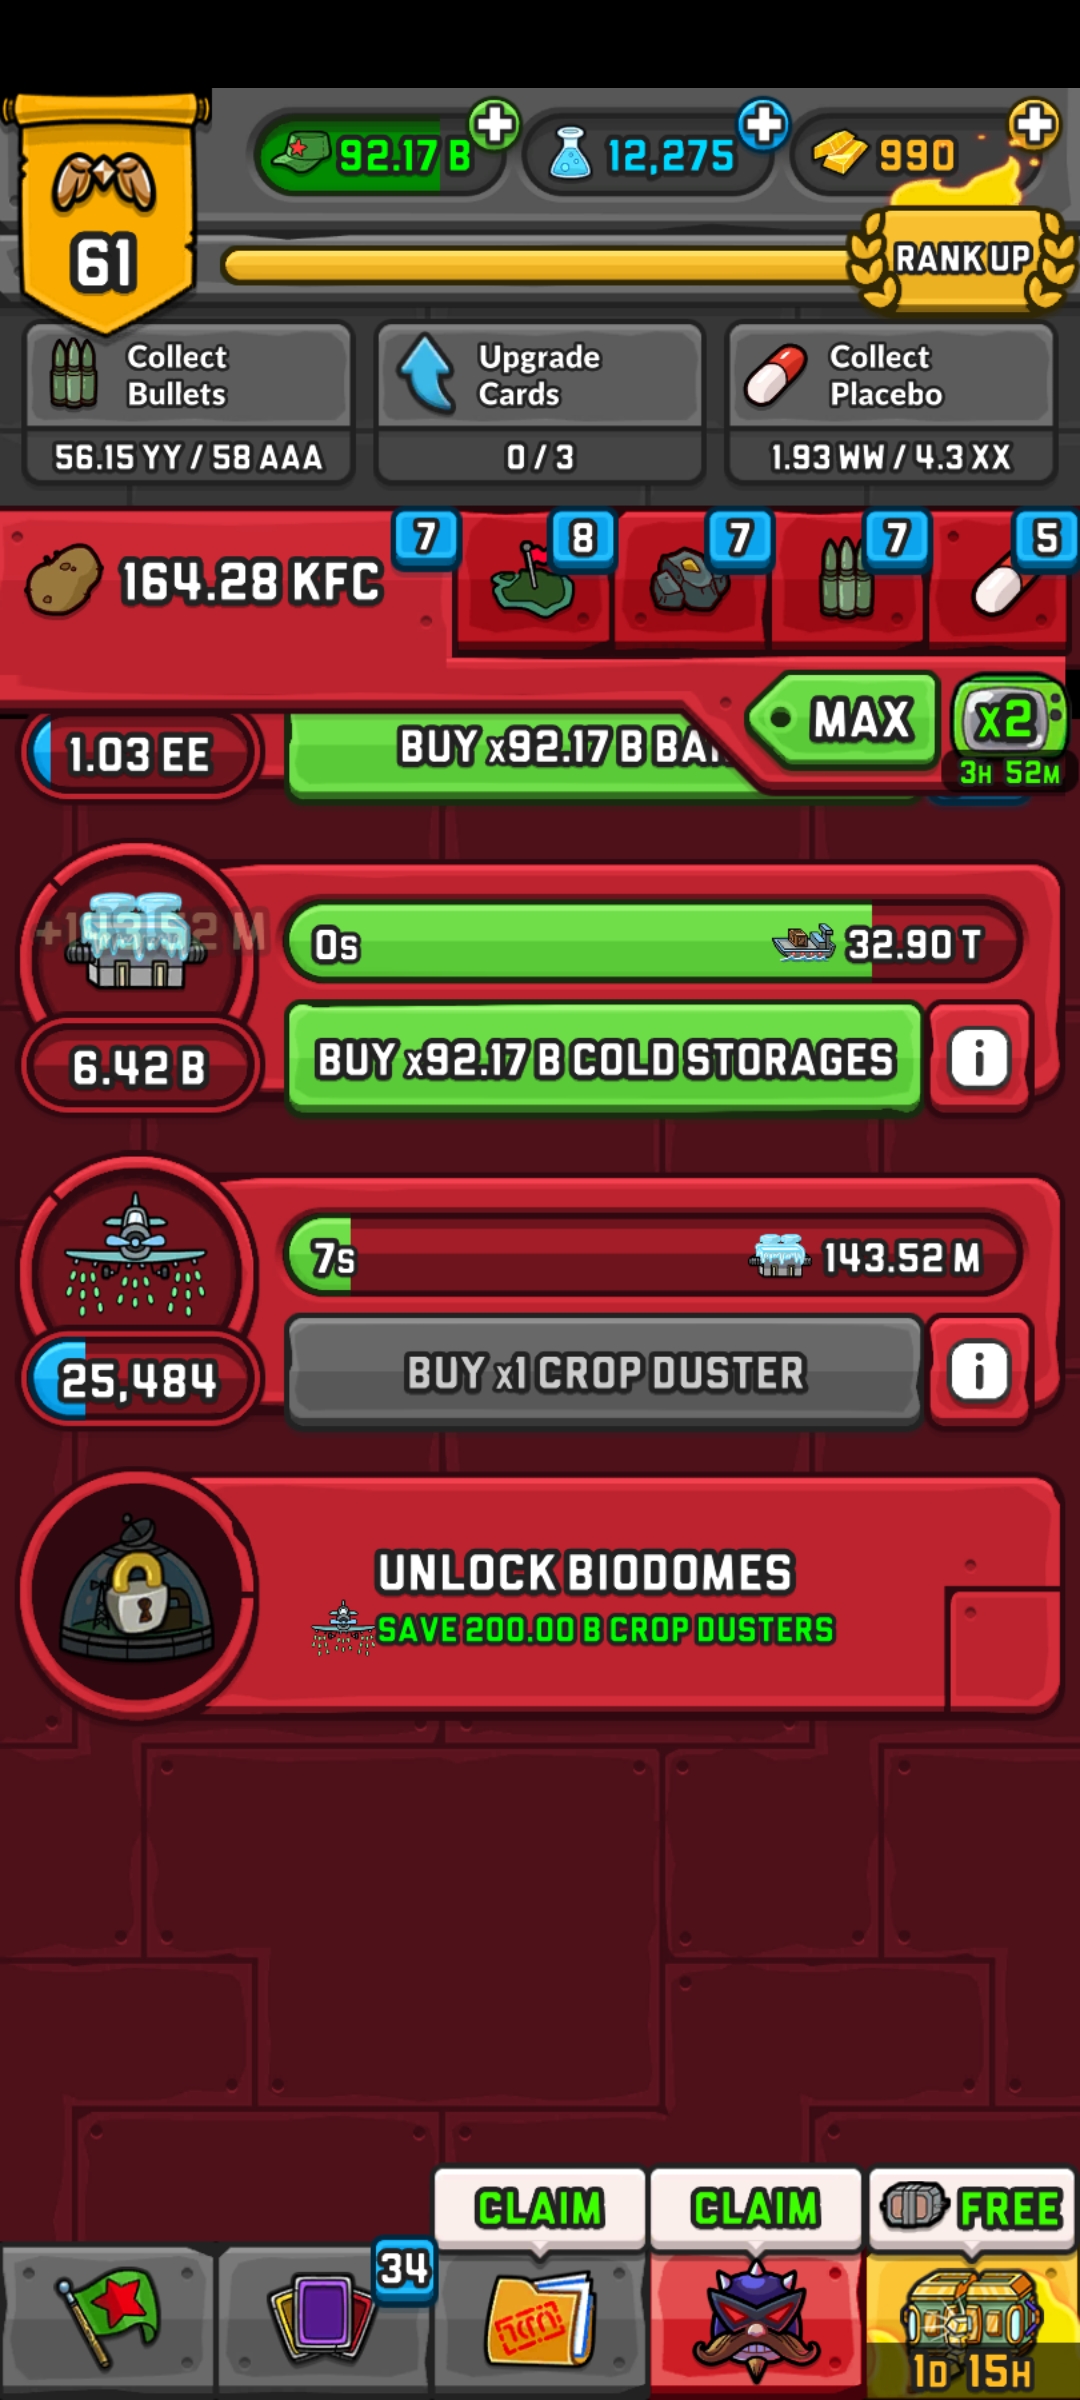 92.17 B
12,275
990
61
RANK UP
Collect
Bullets
56.15 YY / 58 AAA
Upgrade
Cards
0 / 3
Collect
Placebo
1.93 WW / 4.3 XX
164.28 KFC
7
8
7
7
5
MAX
x2
3H 52M
1.03 EE
BUY x92.17 B
0s
32.90 T
6.42 B
BUY x92.17 B COLD STORAGES
i
7s
143.52 M
25,484
BUY x1 CROP DUSTER
i
UNLOCK BIODOMES
SAVE 200.00 B CROP DUSTERS
CLAIM
CLAIM
FREE
34
1D 15H